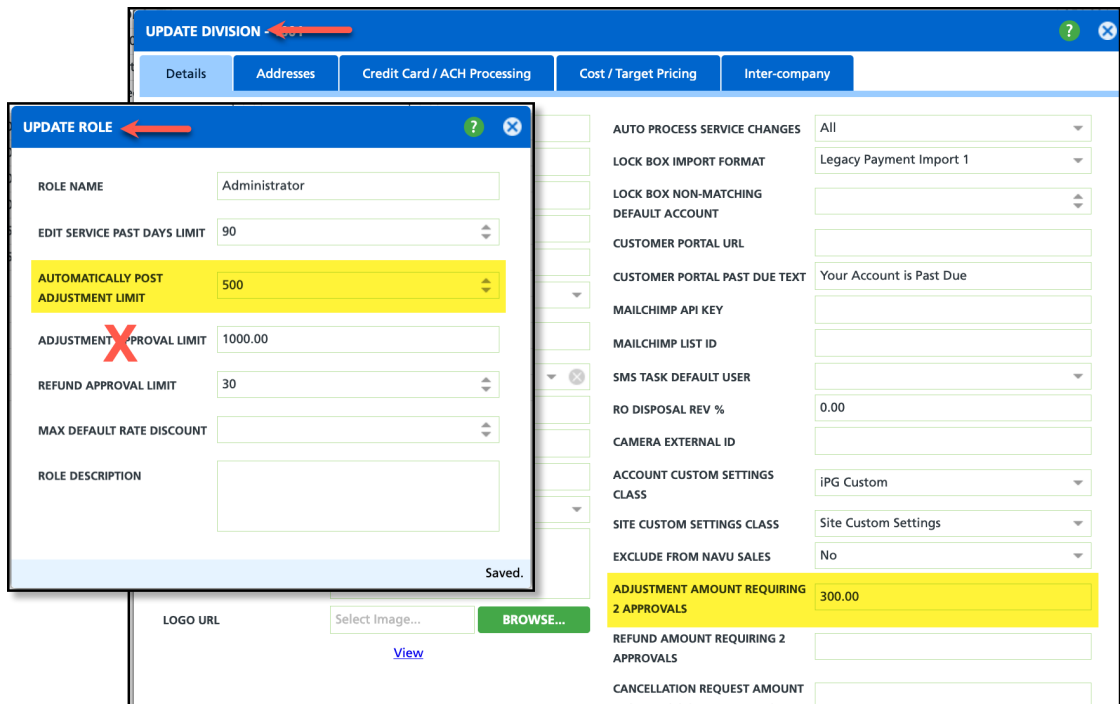 UPDATE DIVISION -
Details
Addresses
Credit Card / ACH Processing
Cost / Target Pricing
Inter-company
UPDATE ROLE
ROLE NAME
Administrator
EDIT SERVICE PAST DAYS LIMIT
90
AUTOMATICALLY POST
ADJUSTMENT LIMIT
500
ADJUSTMENT APPROVAL LIMIT
1000.00
REFUND APPROVAL LIMIT
30
MAX DEFAULT RATE DISCOUNT
ROLE DESCRIPTION
Saved.
LOGO URL
Select Image...
BROWSE...
View
AUTO PROCESS SERVICE CHANGES
All
LOCK BOX IMPORT FORMAT
Legacy Payment Import 1
LOCK BOX NON-MATCHING
DEFAULT ACCOUNT
CUSTOMER PORTAL URL
CUSTOMER PORTAL PAST DUE TEXT
Your Account is Past Due
MAILCHIMP API KEY
MAILCHIMP LIST ID
SMS TASK DEFAULT USER
RO DISPOSAL REV %
0.00
CAMERA EXTERNAL ID
ACCOUNT CUSTOM SETTINGS
CLASS
iPG Custom
SITE CUSTOM SETTINGS CLASS
Site Custom Settings
EXCLUDE FROM NAVU SALES
No
ADJUSTMENT AMOUNT REQUIRING
2 APPROVALS
300.00
REFUND AMOUNT REQUIRING 2
APPROVALS
CANCELLATION REQUEST AMOUNT